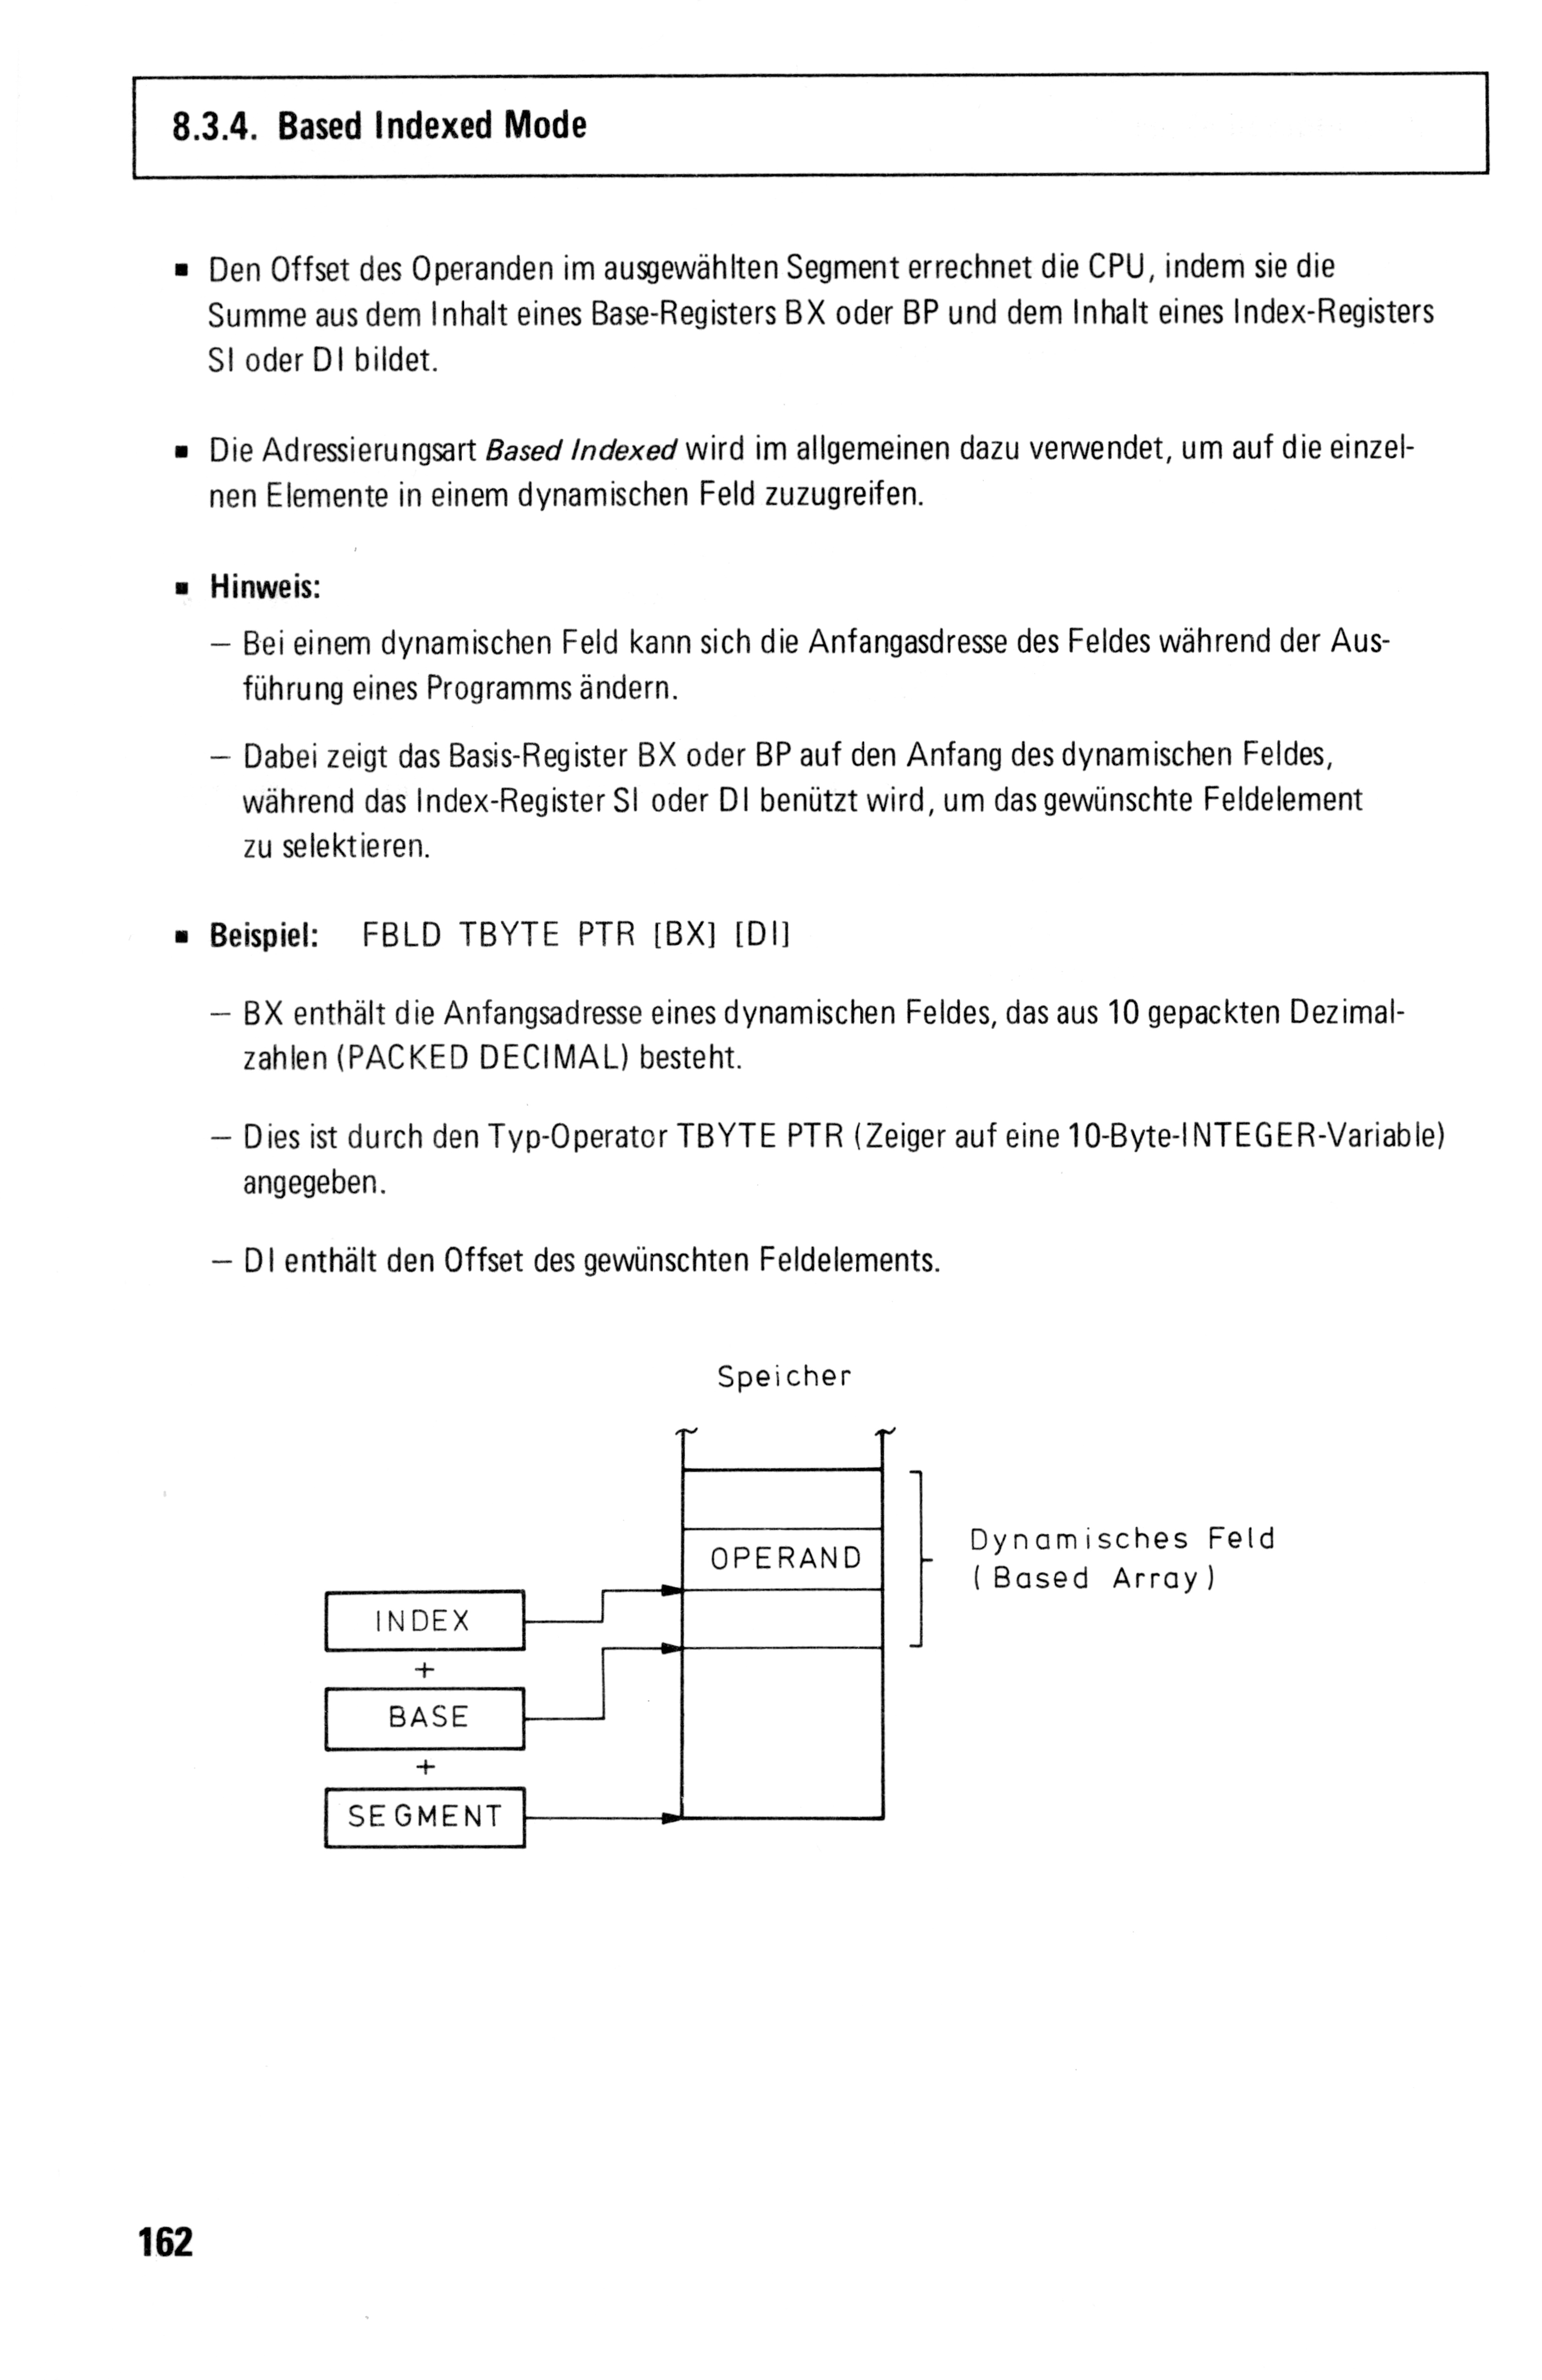 8.3.4. Based Indexed Mode
▪ Den Offset des Operanden im ausgewählten Segment errechnet die CPU, indem sie die
Summe aus dem Inhalt eines Base-Registers BX oder BP und dem Inhalt eines Index-Registers
SI oder DI bildet.
▪ Die Adressierungsart Based Indexed wird im allgemeinen dazu verwendet, um auf die einzel-
nen Elemente in einem dynamischen Feld zuzugreifen.
▪ Hinweis:
– Bei einem dynamischen Feld kann sich die Anfangasdresse des Feldes während der Aus-
führung eines Programms ändern.
– Dabei zeigt das Basis-Register BX oder BP auf den Anfang des dynamischen Feldes,
während das Index-Register SI oder DI benützt wird, um das gewünschte Feldelement
zu selektieren.
▪ Beispiel: FBLD TBYTE PTR [BX] [DI]
– BX enthält die Anfangsadresse eines dynamischen Feldes, das aus 10 gepackten Dezimal-
zahlen (PACKED DECIMAL) besteht.
– Dies ist durch den Typ-Operator TBYTE PTR (Zeiger auf eine 10-Byte-INTEGER-Variable)
angegeben.
– DI enthält den Offset des gewünschten Feldelements.
Speicher
OPERAND
Dynamisches Feld
(Based Array)
INDEX
+
BASE
+
SEGMENT
162